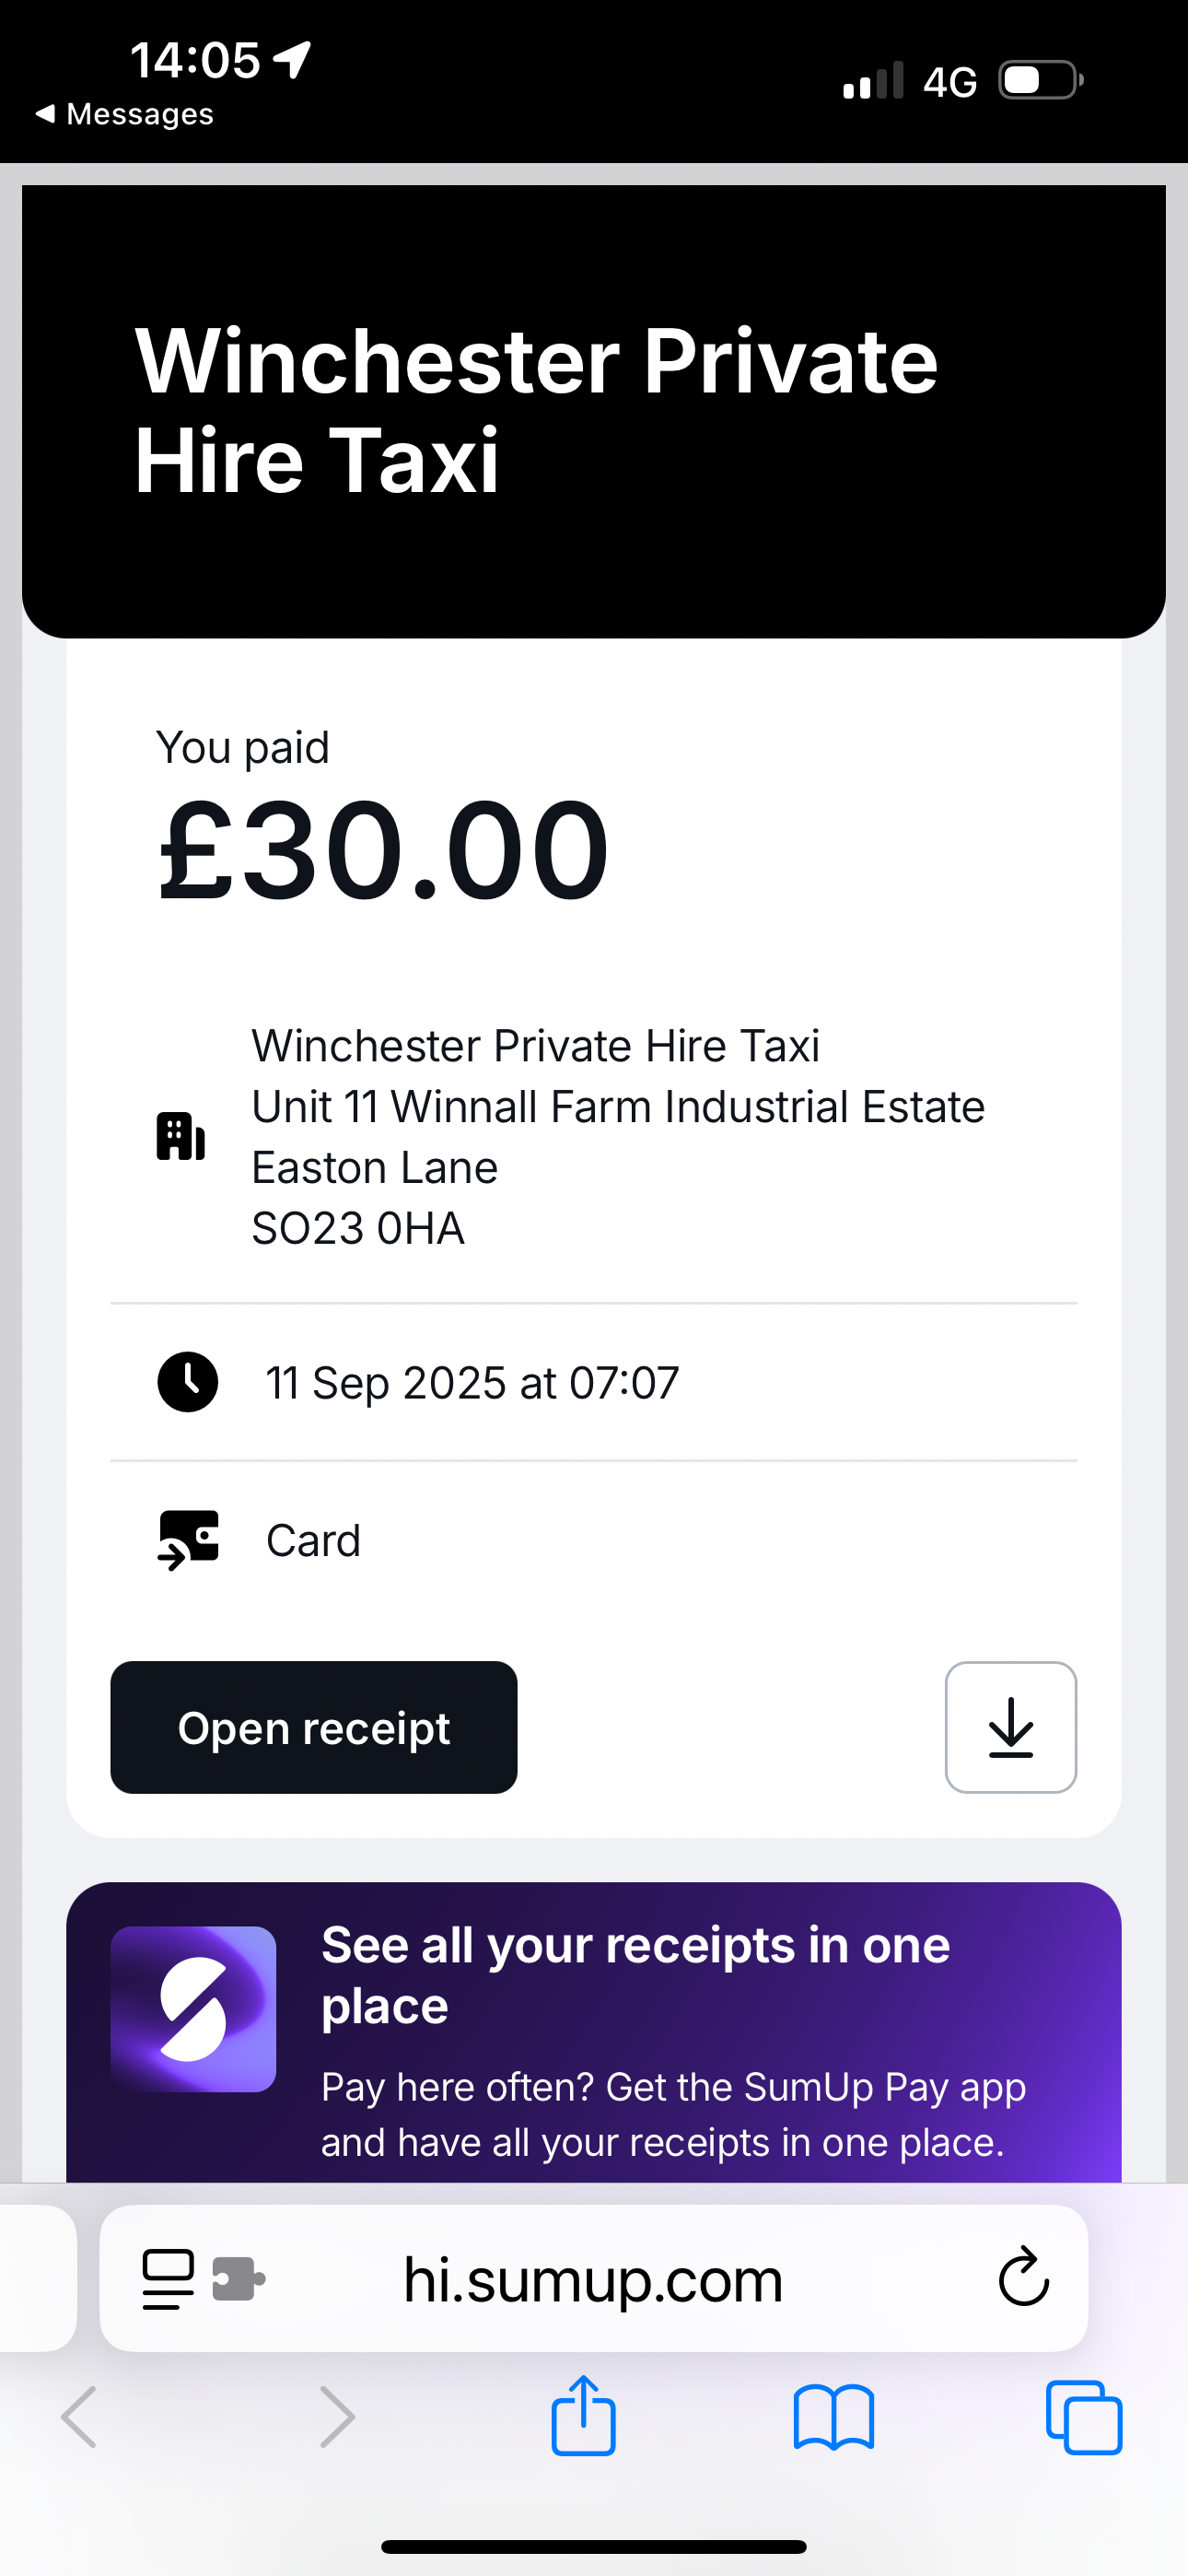 14:05
4G
Messages
Winchester Private
Hire Taxi
You paid
£30.00
Winchester Private Hire Taxi
Unit 11 Winnall Farm Industrial Estate
Easton Lane
SO23 0HA
11 Sep 2025 at 07:07
Card
Open receipt
See all your receipts in one
place
Pay here often? Get the SumUp Pay app
and have all your receipts in one place.
hi.sumup.com